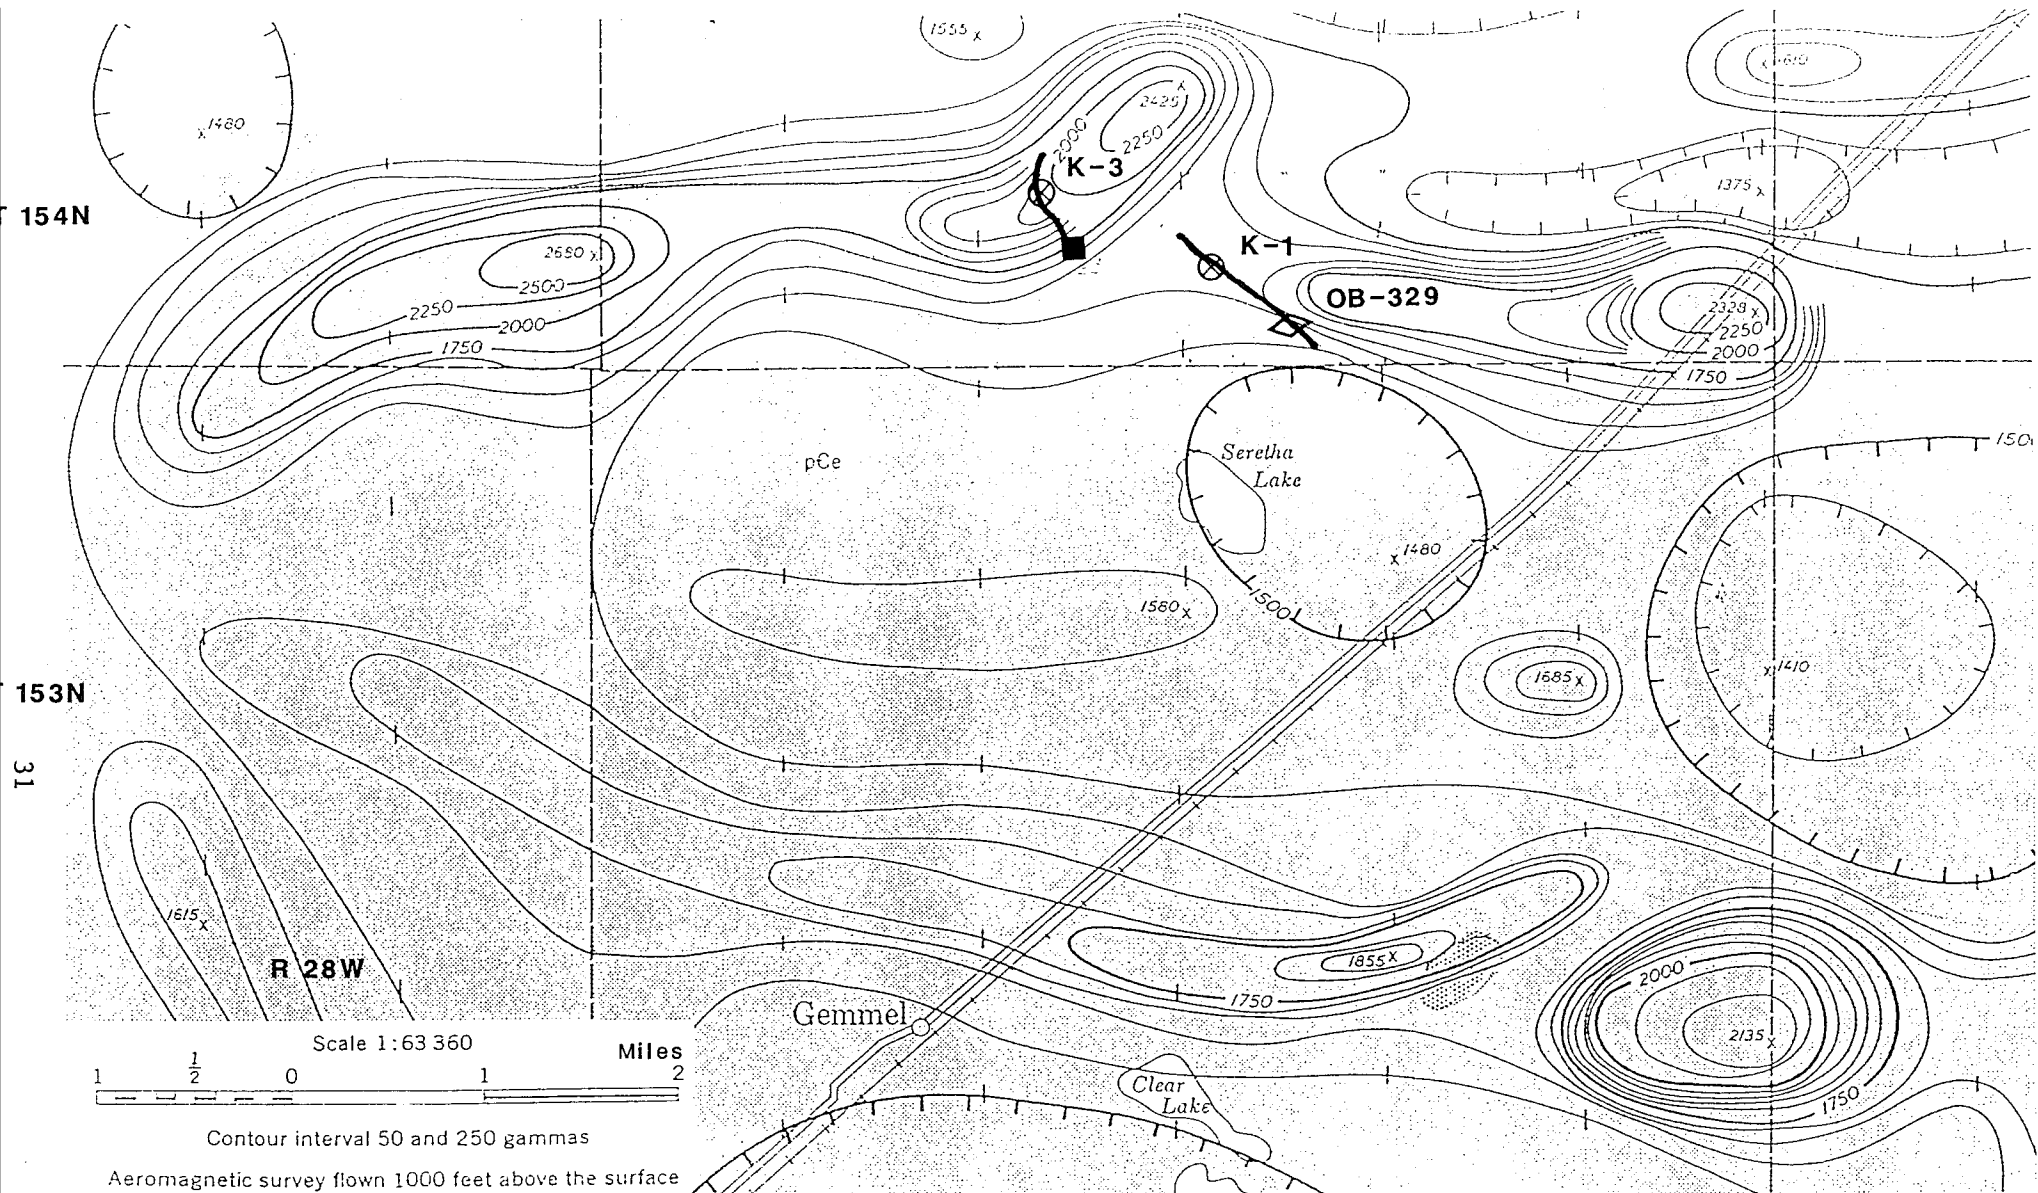 1555
1610
2425
1480
2250
2000
K-3
1375
T 154N
K-1
2650
2500
OB-329
2250
2328
2250
2000
2000
1750
1750
1500
Seretha
Lake
p€e
1480
1580
1500
1410
1685
T 153N
31
1615
R 28W
1855
2000
1750
Gemmel
2135
Scale 1:63 360
Miles
1 1/2 0 1 2
Clear
Lake
1750
Contour interval 50 and 250 gammas
Aeromagnetic survey flown 1000 feet above the surface